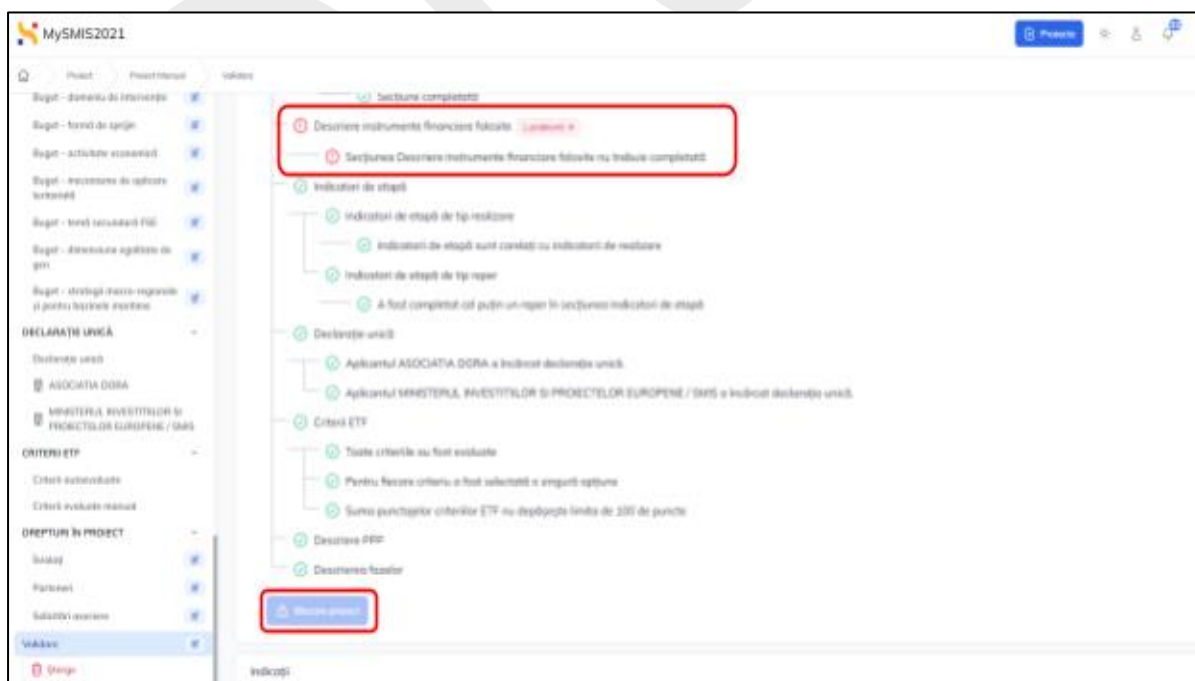 MySMIS2021
Proiecte
Proiect
Proiect Manual
Validare
Buget - domeniu de intervenție
Buget - formă de sprijin
Buget - activitate economică
Buget - mecanisme de aplicare teritorială
Buget - temă secundară FSE
Buget - dimensiune egalitate de gen
Buget - strategii macro-regionale și pentru bazinele maritime
DECLARAȚIE UNICĂ
Declarație unică
ASOCIATIA DORA
MINISTERUL INVESTITIILOR SI PROIECTELOR EUROPENE / SMIS
CRITERII ETF
Criterii autoevaluate
Criterii evaluate manual
DREPTURI ÎN PROIECT
Invitați
Parteneri
Solicitări asociere
Validare
Șterge
Secțiune completată
Descriere instrumente financiare folosite
Secțiunea Descriere instrumente financiare folosite nu trebuie completată
Indicatori de etapă
Indicatori de etapă de tip realizare
Indicatorii de etapă sunt corelați cu indicatorii de realizare
Indicatori de etapă de tip reper
A fost completat cel puțin un reper în secțiunea indicatori de etapă
Declarație unică
Aplicantul ASOCIATIA DORA a încărcat declarația unică.
Aplicantul MINISTERUL INVESTITIILOR SI PROIECTELOR EUROPENE / SMIS a încărcat declarația unică.
Criterii ETF
Toate criteriile au fost evaluate
Pentru fiecare criteriu a fost selectată o singură opțiune
Suma punctajelor criteriilor ETF nu depășește limita de 100 de puncte
Descriere PPP
Descrierea fazelor
Blocare proiect
Indicații